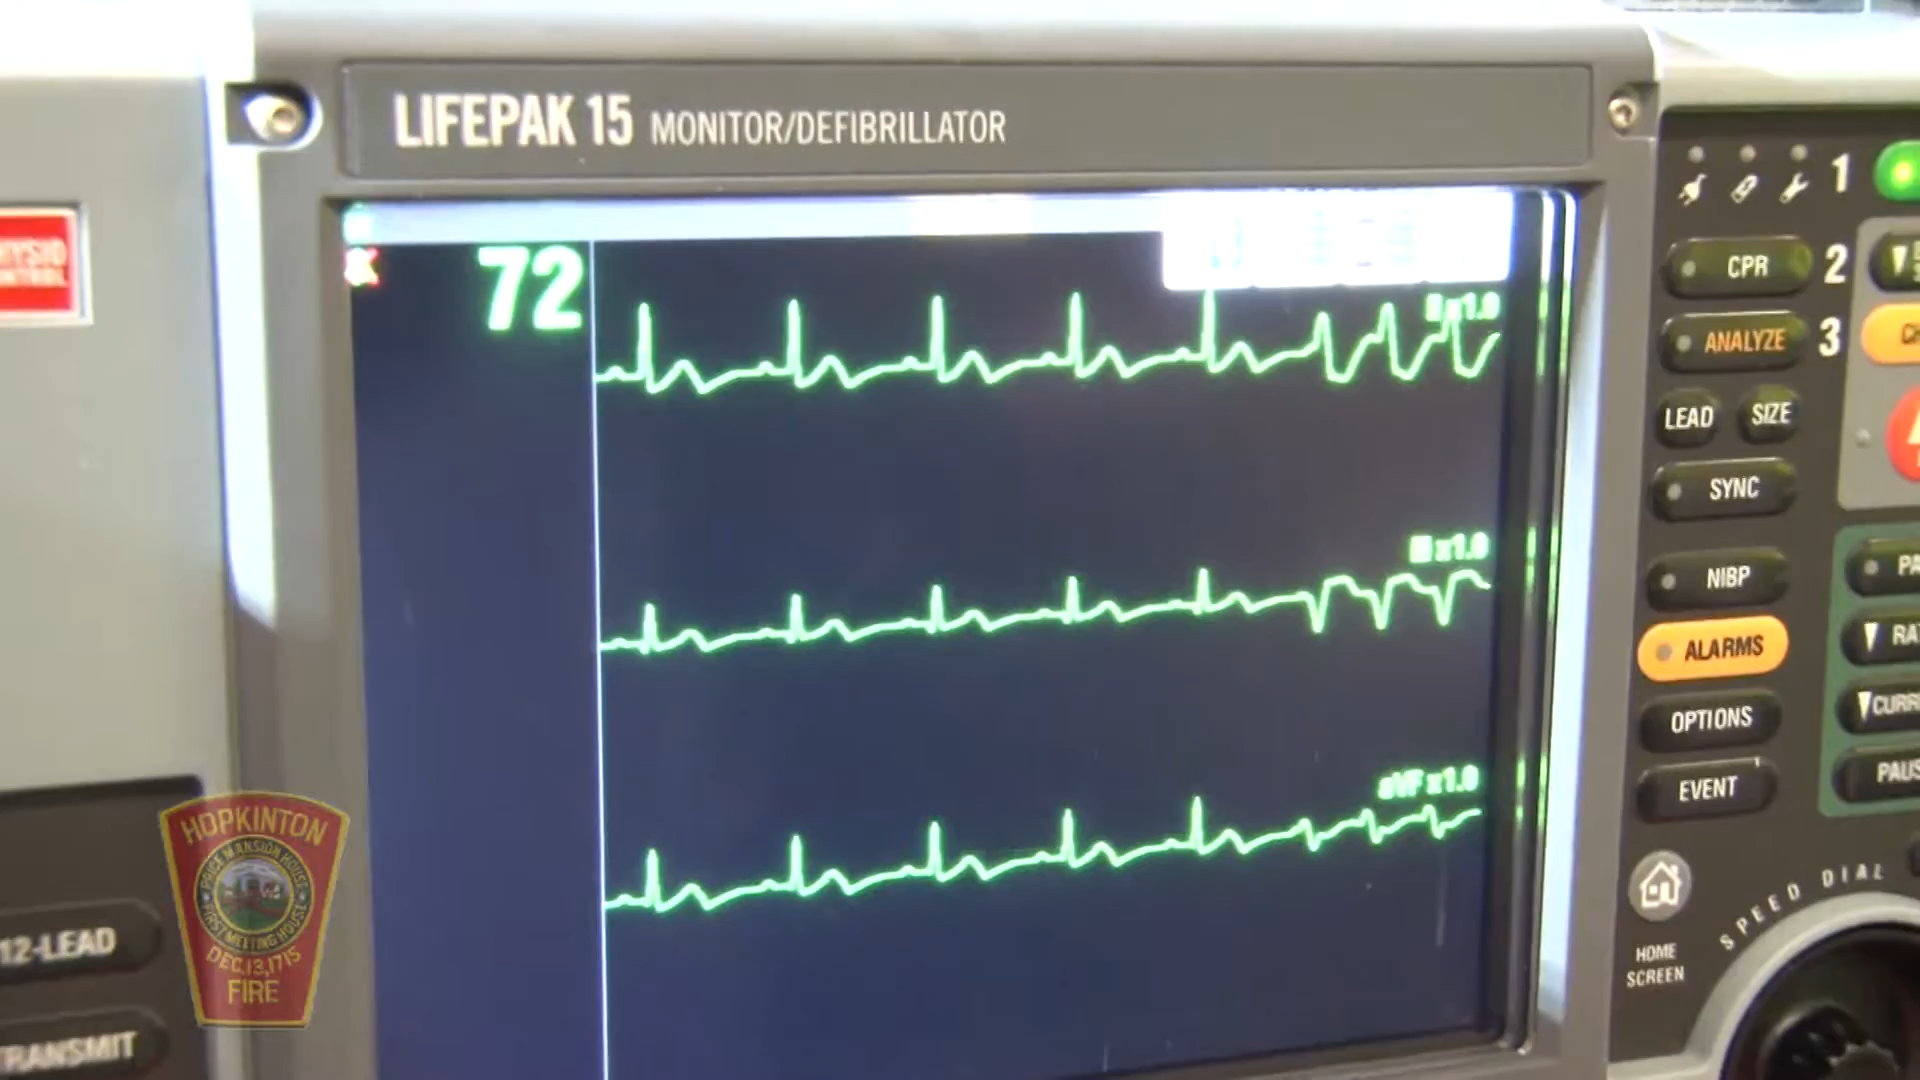 LIFEPAK 15 MONITOR/DEFIBRILLATOR
72
x1.0
x1.0
aVF x1.0
1
CPR
2
ANALYZE
3
LEAD
SIZE
SYNC
NIBP
ALARMS
OPTIONS
EVENT
HOME
SCREEN
SPEED DIAL
12-LEAD
TRANSMIT
HOPKINTON
PRICE MANSION HOUSE
FIRST MEETING HOUSE
DEC.13,1715
FIRE